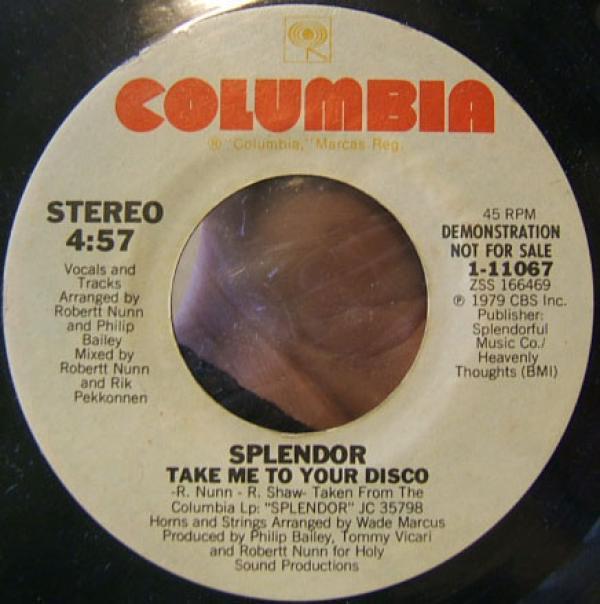 COLUMBIA
® "Columbia," Marcas Reg.
STEREO
4:57
Vocals and
Tracks
Arranged by
Robertt Nunn
and Philip
Bailey
Mixed by
Robertt Nunn
and Rik
Pekkonnen
45 RPM
DEMONSTRATION
NOT FOR SALE
1-11067
ZSS 166469
℗ 1979 CBS Inc.
Publisher:
Splendorful
Music Co./
Heavenly
Thoughts (BMI)
SPLENDOR
TAKE ME TO YOUR DISCO
-R. Nunn - R. Shaw- Taken From The
Columbia Lp: "SPLENDOR" JC 35798
Horns and Strings Arranged by Wade Marcus
Produced by Philip Bailey, Tommy Vicari
and Robertt Nunn for Holy
Sound Productions